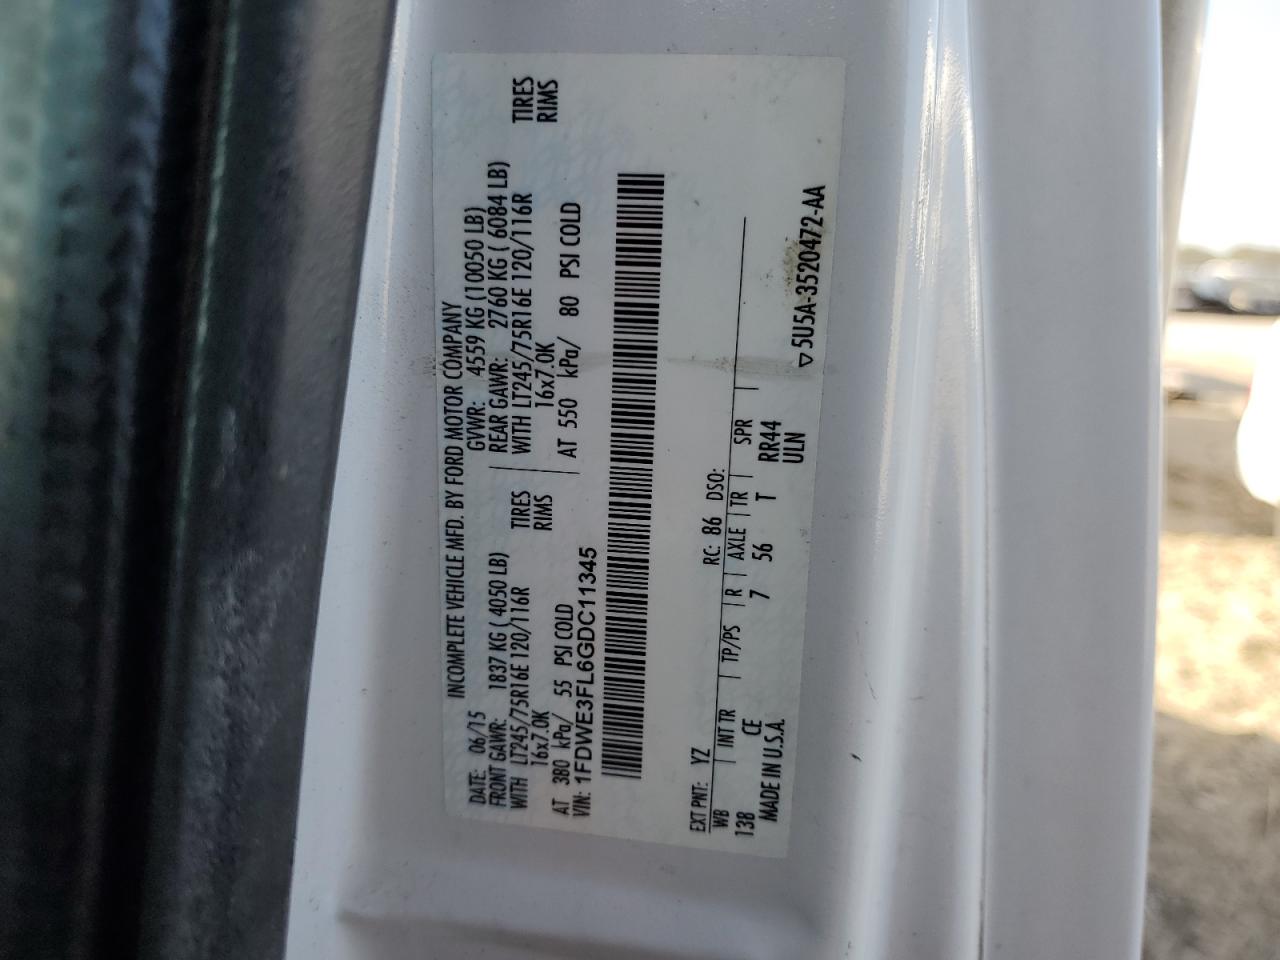 INCOMPLETE VEHICLE MFD. BY FORD MOTOR COMPANY
DATE: 06/15 GVWR: 4559 KG (10050 LB)
FRONT GAWR: 1837 KG ( 4050 LB) REAR GAWR: 2760 KG ( 6084 LB)
WITH LT245/75R16E 120/116R TIRES WITH LT245/75R16E 120/116R TIRES
16x7.0K RIMS 16x7.0K RIMS
AT 380 kPa/ 55 PSI COLD AT 550 kPa/ 80 PSI COLD
VIN: 1FDWE3FL6GDC11345
EXT PNT: YZ RC: 86 DSO:
WB INT TR TP/PS R AXLE TR SPR
138 CE 7 56 T RR44
MADE IN U.S.A. ULN
▽5U5A-3520472-AA